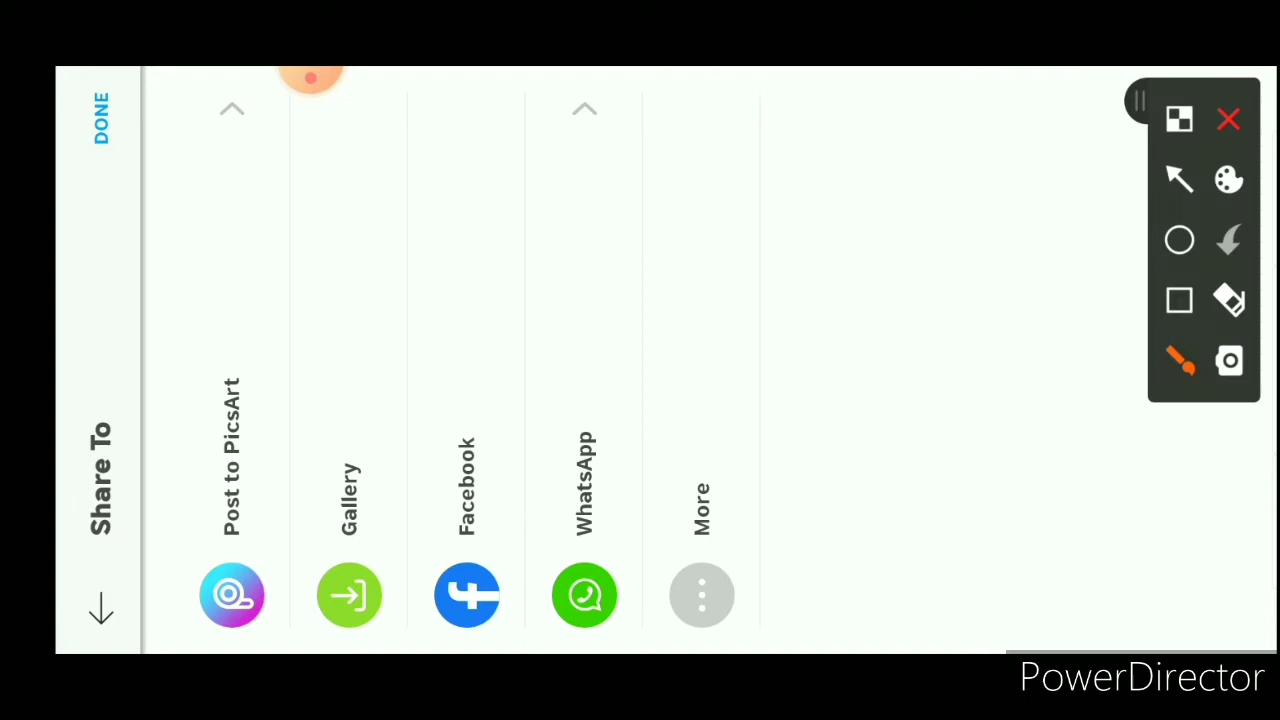 Share To
DONE
Post to PicsArt
Gallery
Facebook
WhatsApp
More
PowerDirector